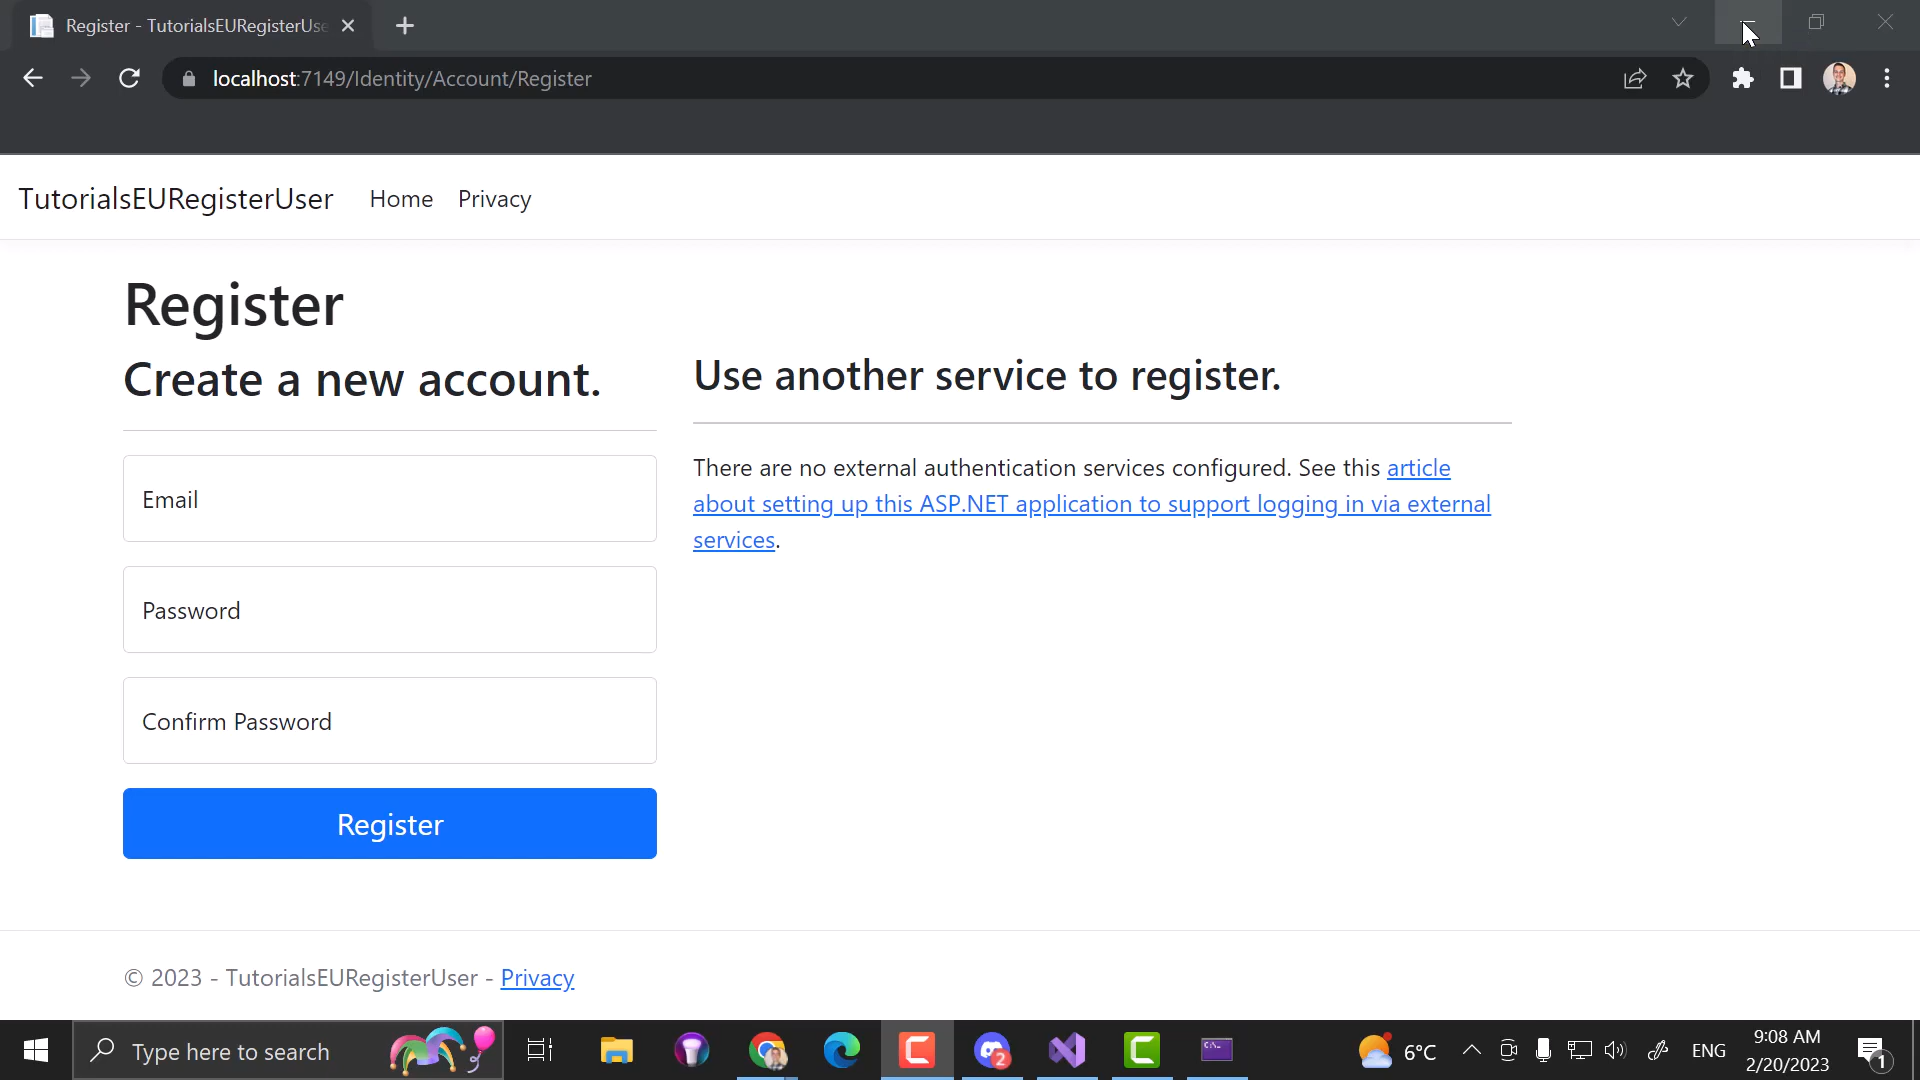 Register - TutorialsEURegisterUse
localhost:7149/Identity/Account/Register
TutorialsEURegisterUser Home Privacy
Register
Create a new account.
Use another service to register.
There are no external authentication services configured. See this article
about setting up this ASP.NET application to support logging in via external
services.
Email
Password
Confirm Password
Register
© 2023 - TutorialsEURegisterUser - Privacy
Type here to search
2
C:\_
6°C
ENG
9:08 AM
2/20/2023
1